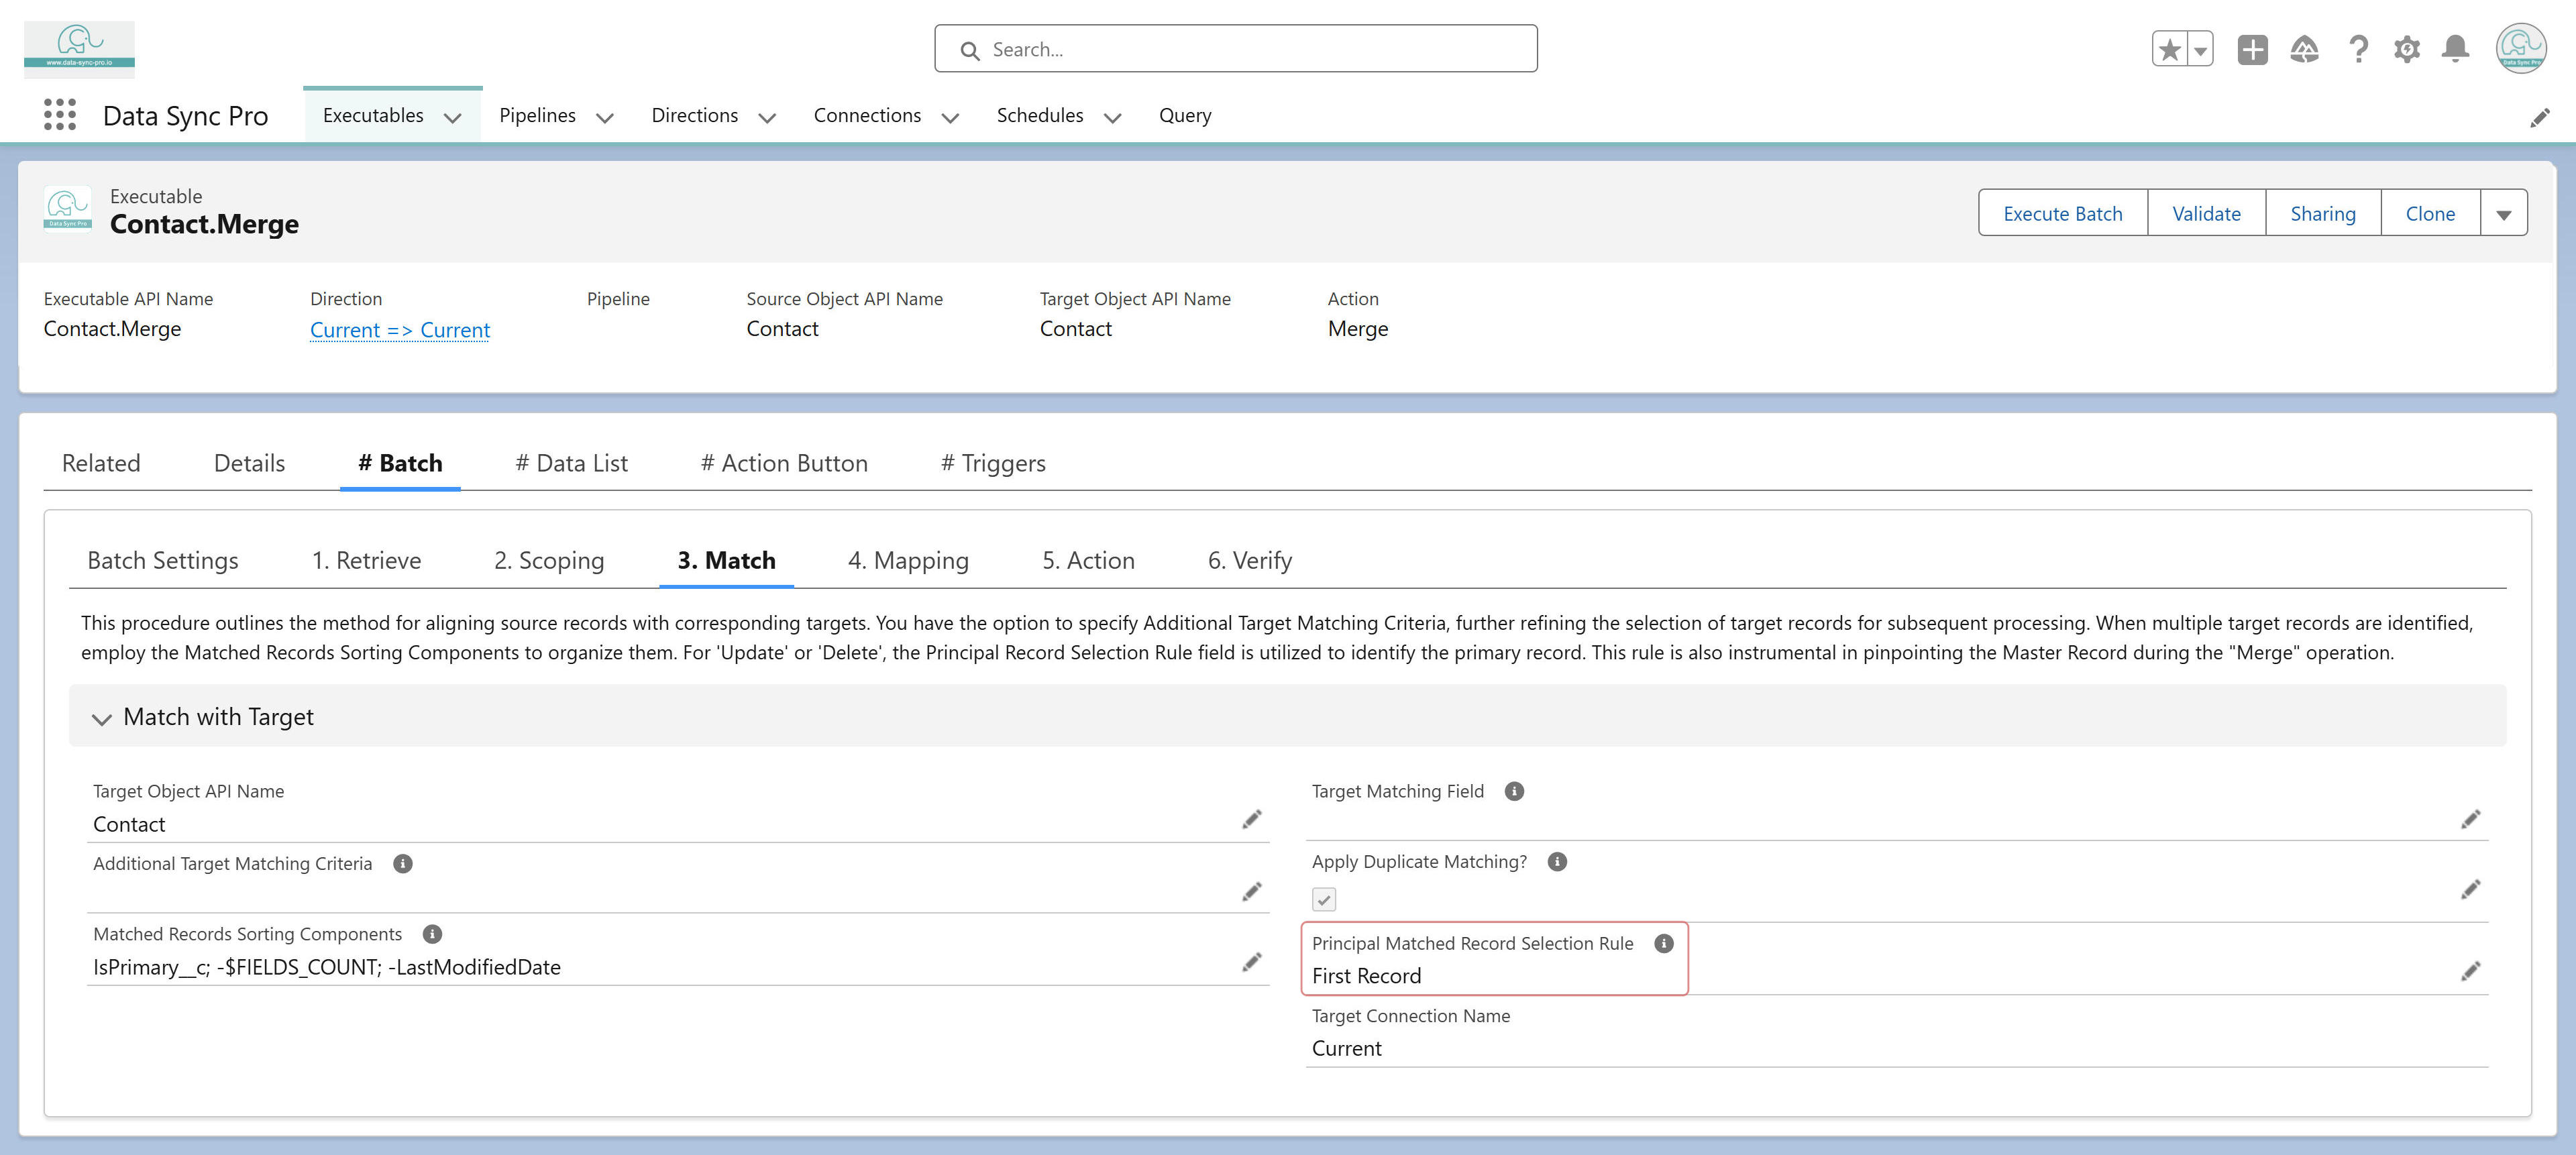 www.data-sync-pro.io
Search...
Data Sync Pro
Data Sync Pro
Executables
Pipelines
Directions
Connections
Schedules
Query
Data Sync Pro
Executable
Contact.Merge
Execute Batch
Validate
Sharing
Clone
Executable API Name
Direction
Pipeline
Source Object API Name
Target Object API Name
Action
Contact.Merge
Current => Current
Contact
Contact
Merge
Related
Details
# Batch
# Data List
# Action Button
# Triggers
Batch Settings
1. Retrieve
2. Scoping
3. Match
4. Mapping
5. Action
6. Verify
This procedure outlines the method for aligning source records with corresponding targets. You have the option to specify Additional Target Matching Criteria, further refining the selection of target records for subsequent processing. When multiple target records are identified,
employ the Matched Records Sorting Components to organize them. For 'Update' or 'Delete', the Principal Record Selection Rule field is utilized to identify the primary record. This rule is also instrumental in pinpointing the Master Record during the "Merge" operation.
Match with Target
Target Object API Name
Contact
Additional Target Matching Criteria
Matched Records Sorting Components
IsPrimary__c; -$FIELDS_COUNT; -LastModifiedDate
Target Matching Field
Apply Duplicate Matching?
Principal Matched Record Selection Rule
First Record
Target Connection Name
Current